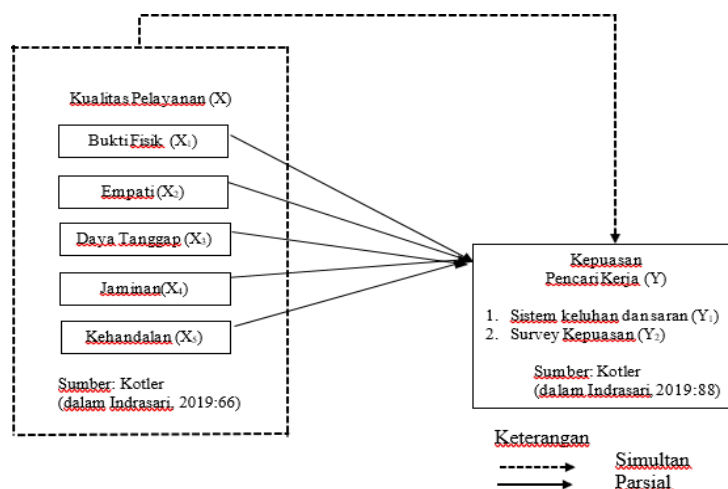 Kualitas Pelayanan (X)
Bukti Fisik (X₁)
Empati (X₂)
Daya Tanggap (X₃)
Jaminan(X₄)
Kehandalan (X₅)
Sumber: Kotler
(dalam Indrasari, 2019:66)
Kepuasan
Pencari Kerja (Y)
1. Sistem keluhan dan saran (Y₁)
2. Survey Kepuasan (Y₂)
Sumber: Kotler
(dalam Indrasari, 2019:88)
Keterangan
Simultan
Parsial